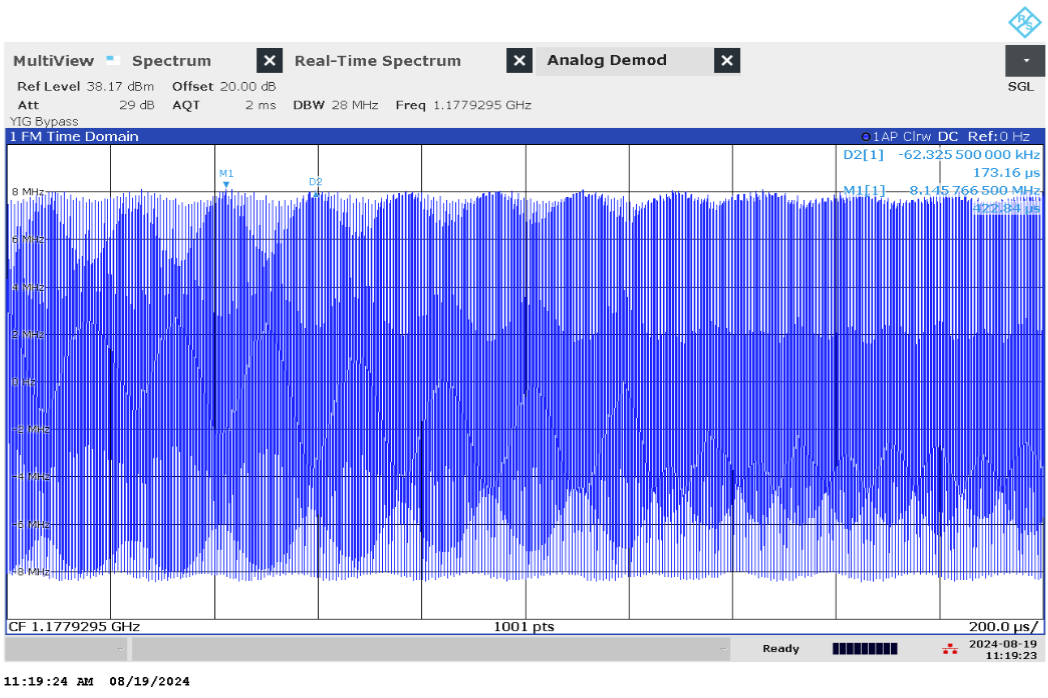 R S
MultiView Spectrum Real-Time Spectrum Analog Demod
Ref Level 38.17 dBm Offset 20.00 dB SGL
Att 29 dB AQT 2 ms DBW 28 MHz Freq 1.1779295 GHz
YIG Bypass
1 FM Time Domain 1AP Clrw DC Ref:0 Hz
D2[1] -62.325 500 000 kHz
173.16 µs
M1[1] 8.145 766 500 MHz
422.84 µs
M1
D2
8 MHz
6 MHz
4 MHz
2 MHz
0 Hz
-2 MHz
-4 MHz
-6 MHz
-8 MHz
CF 1.1779295 GHz 1001 pts 200.0 µs/
Ready 2024-08-19
11:19:23
11:19:24 AM 08/19/2024